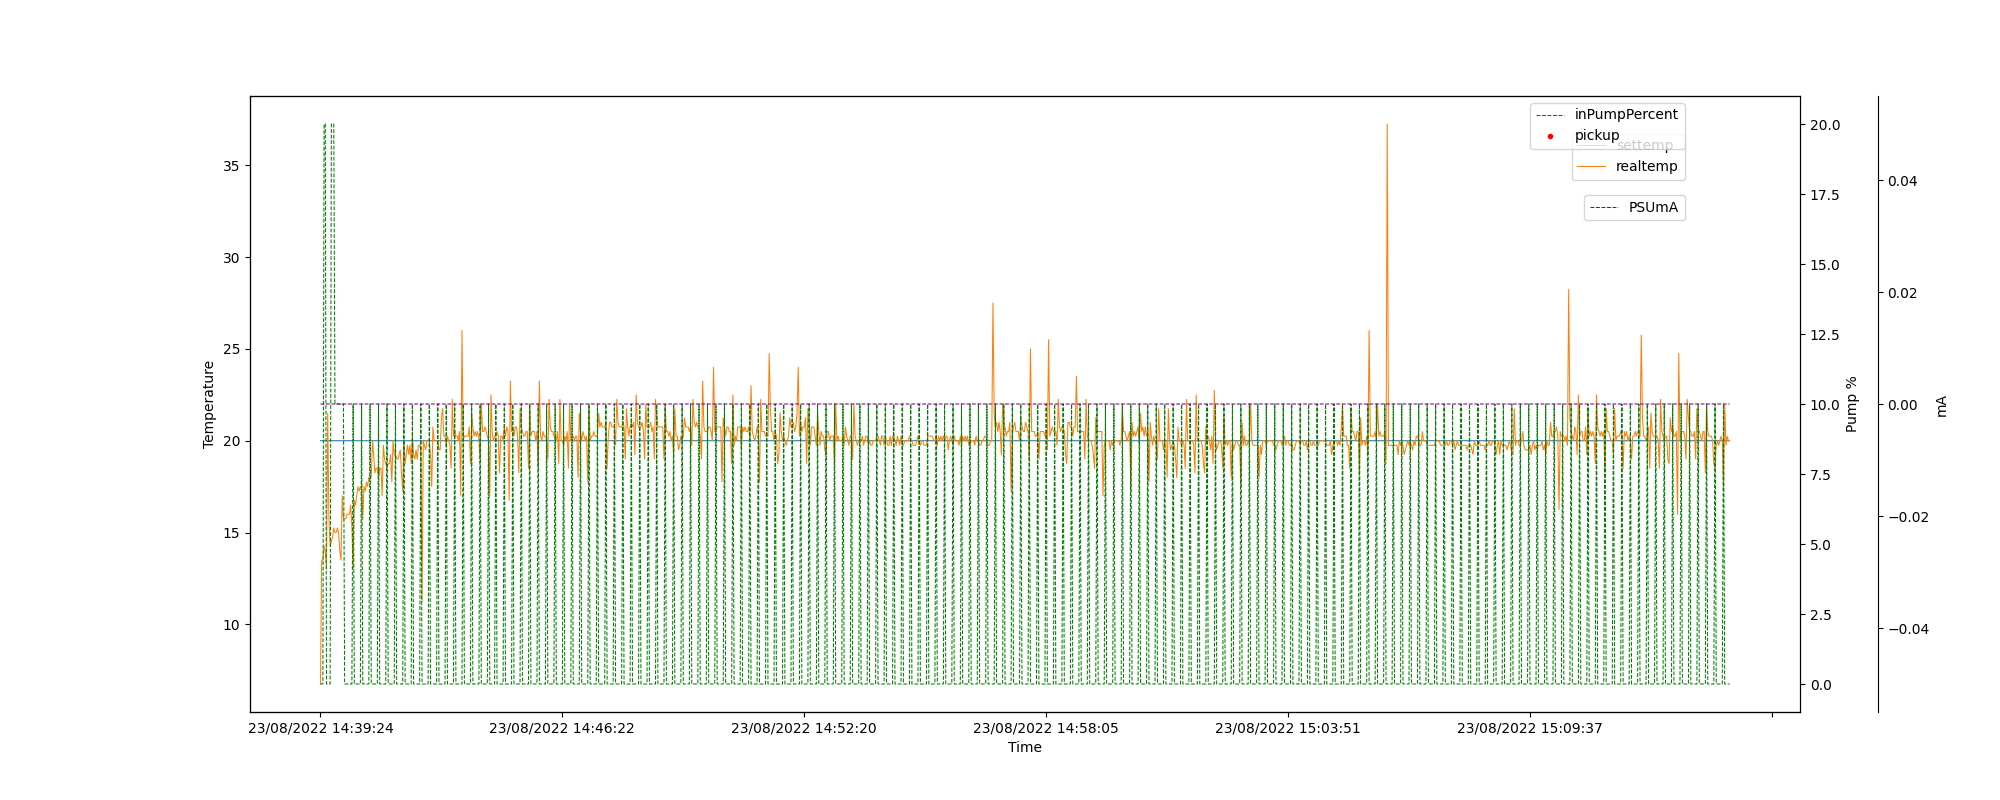 inPumpPercent
pickup
settemp
realtemp
PSUmA
35
30
25
20
15
10
Temperature
20.0
17.5
15.0
12.5
10.0
7.5
5.0
2.5
0.0
Pump %
0.04
0.02
0.00
−0.02
−0.04
mA
23/08/2022 14:39:24
23/08/2022 14:46:22
23/08/2022 14:52:20
23/08/2022 14:58:05
23/08/2022 15:03:51
23/08/2022 15:09:37
Time